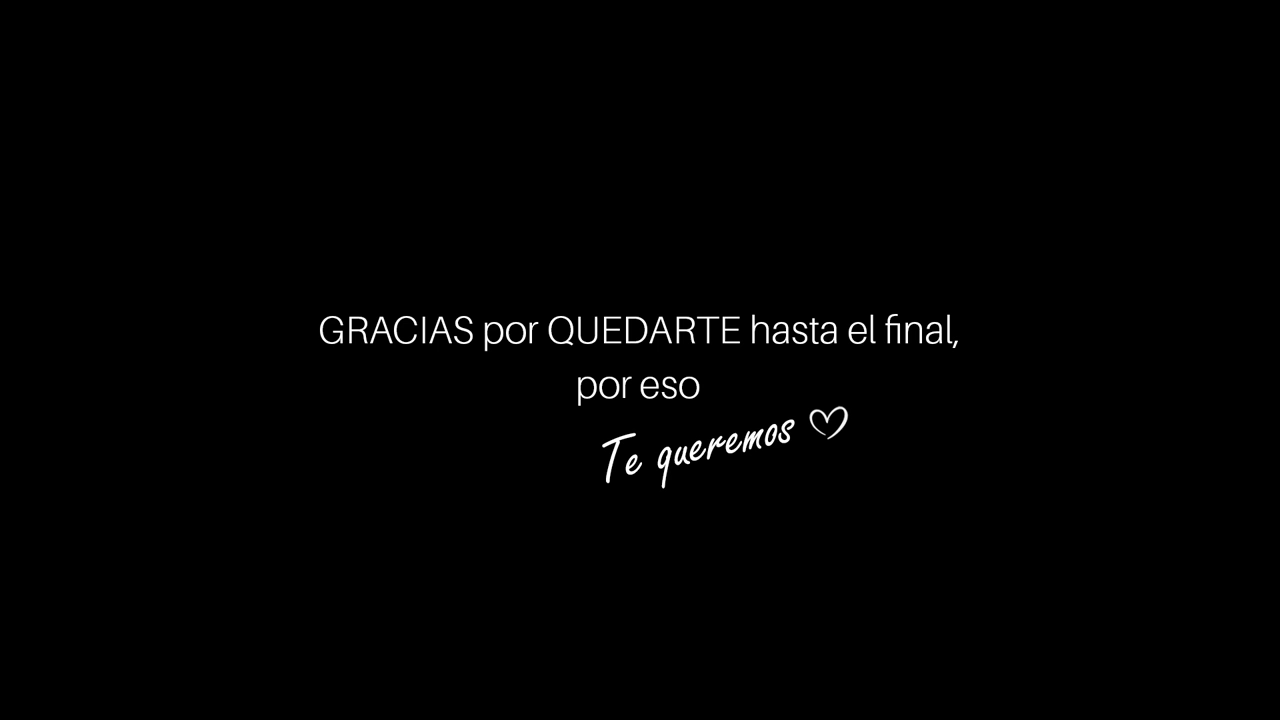 GRACIAS por QUEDARTE hasta el final,
por eso
Te queremos ♡